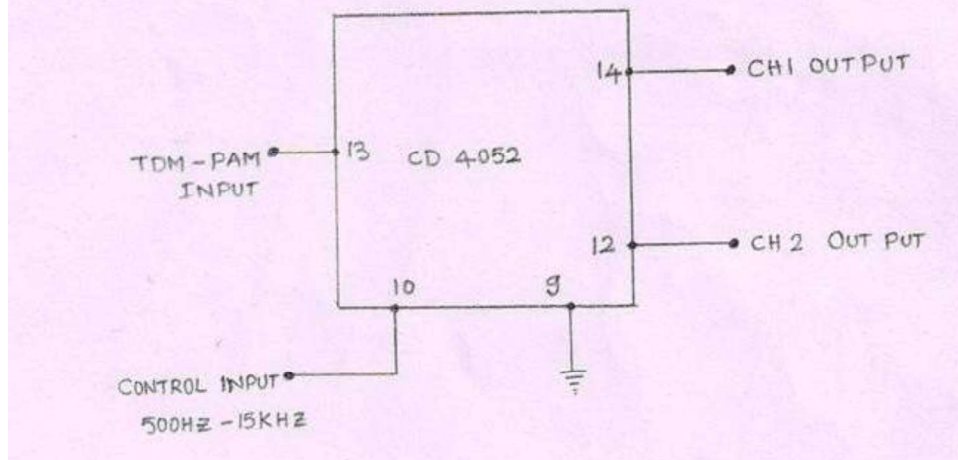 14
CH1 OUTPUT
TDM-PAM
INPUT
13
CD 4052
12
CH 2 OUT PUT
10
9
CONTROL INPUT
500HZ-15KHZ